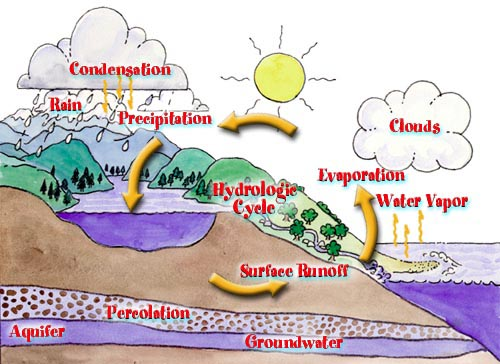 Condensation
Rain
Precipitation
Clouds
Evaporation
Hydrologic
Cycle
Water Vapor
Surface Runoff
Percolation
Aquifer
Groundwater